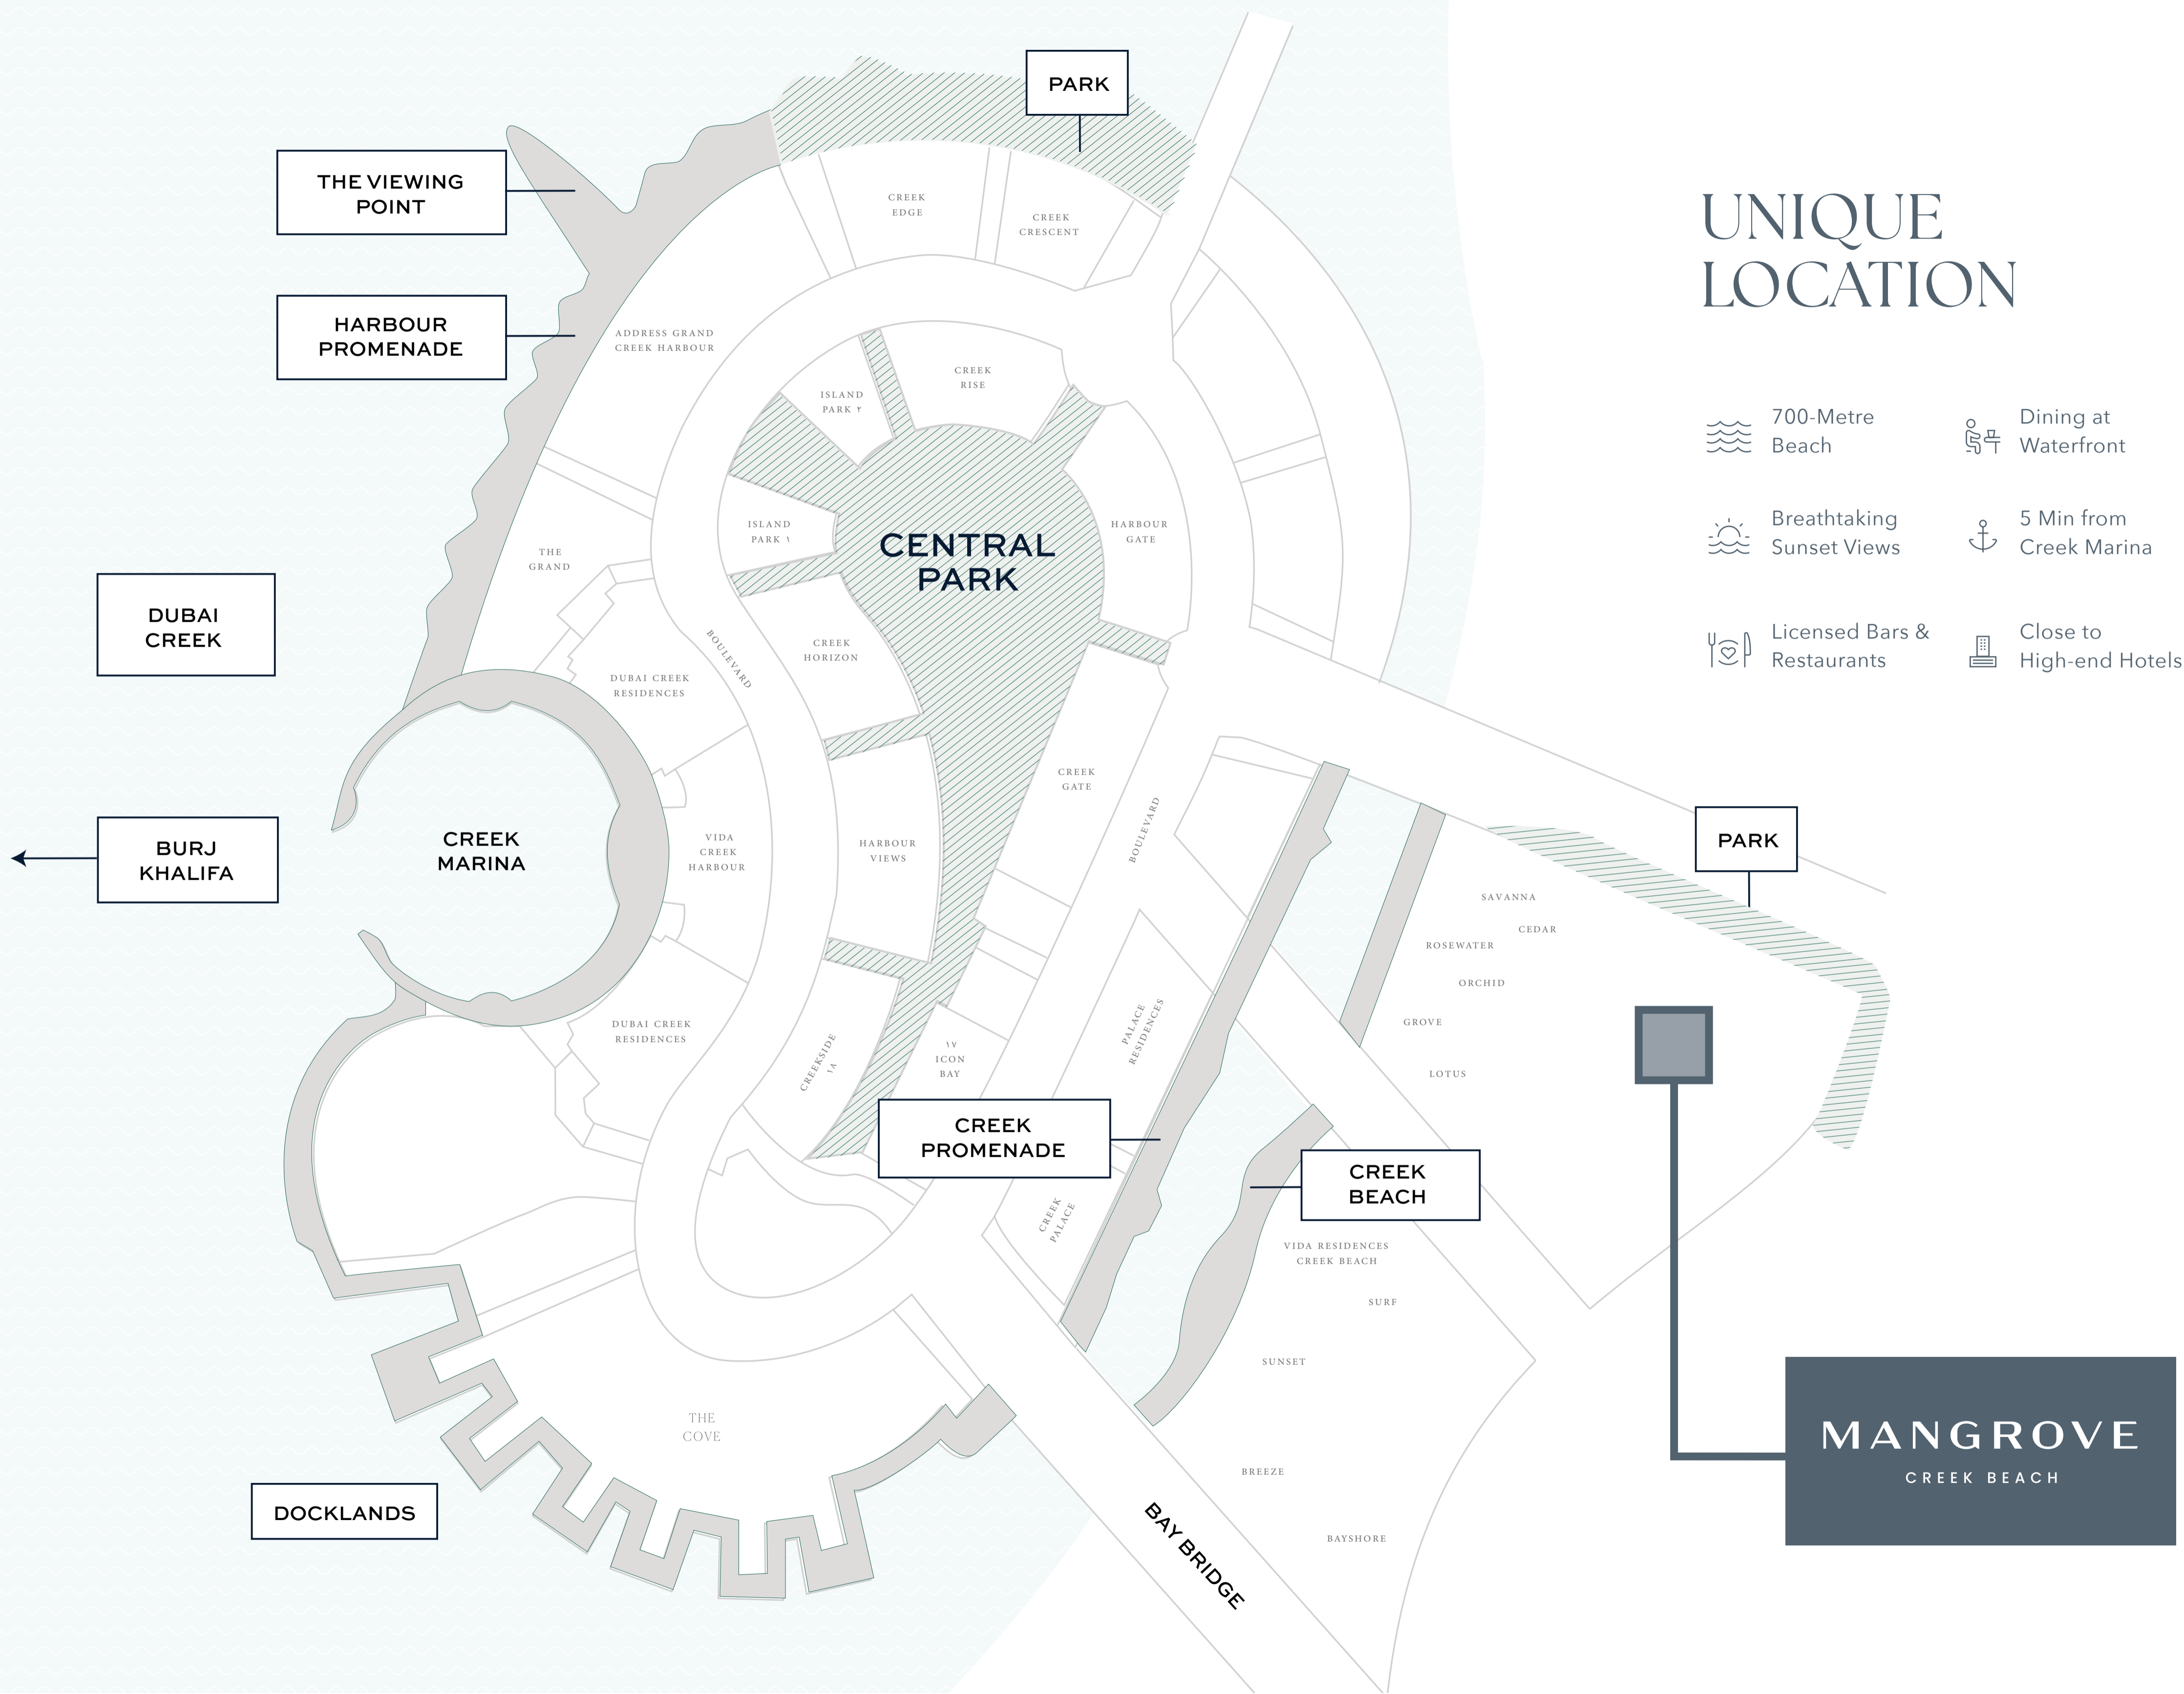 PARK
THE VIEWING
POINT
HARBOUR
PROMENADE
DUBAI
CREEK
BURJ
KHALIFA
CREEK
MARINA
DOCKLANDS
CREEK
EDGE
CREEK
CRESCENT
ADDRESS GRAND
CREEK HARBOUR
ISLAND
PARK ٢
CREEK
RISE
ISLAND
PARK ١
HARBOUR
GATE
CENTRAL
PARK
THE
GRAND
BOULEVARD
CREEK
HORIZON
DUBAI CREEK
RESIDENCES
CREEK
GATE
BOULEVARD
VIDA
CREEK
HARBOUR
HARBOUR
VIEWS
DUBAI CREEK
RESIDENCES
CREEKSIDE
١٨
١٧
ICON
BAY
PALACE
RESIDENCES
CREEK
PROMENADE
CREEK
PALACE
CREEK
BEACH
VIDA RESIDENCES
CREEK BEACH
SURF
SUNSET
BREEZE
BAYSHORE
BAY BRIDGE
THE
COVE
PARK
SAVANNA
CEDAR
ROSEWATER
ORCHID
GROVE
LOTUS
UNIQUE
LOCATION
700-Metre
Beach
Dining at
Waterfront
Breathtaking
Sunset Views
5 Min from
Creek Marina
Licensed Bars &
Restaurants
Close to
High-end Hotels
MANGROVE
CREEK BEACH